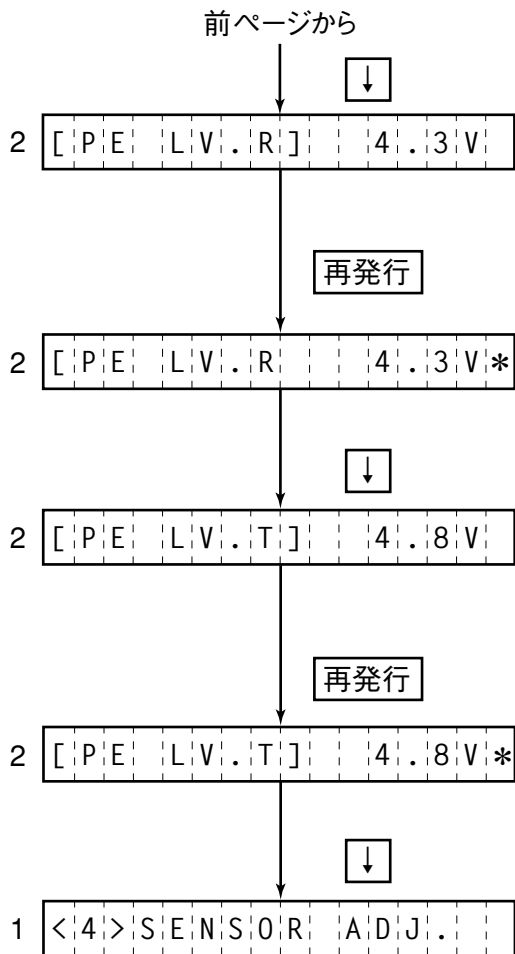 前ページから
↓
2 [PE LV.R]   4.3V
再発行
2 [PE LV.R    4.3V*
↓
2 [PE LV.T]   4.8V
再発行
2 [PE LV.T]   4.8V*
↓
1 <4>SENSOR ADJ.